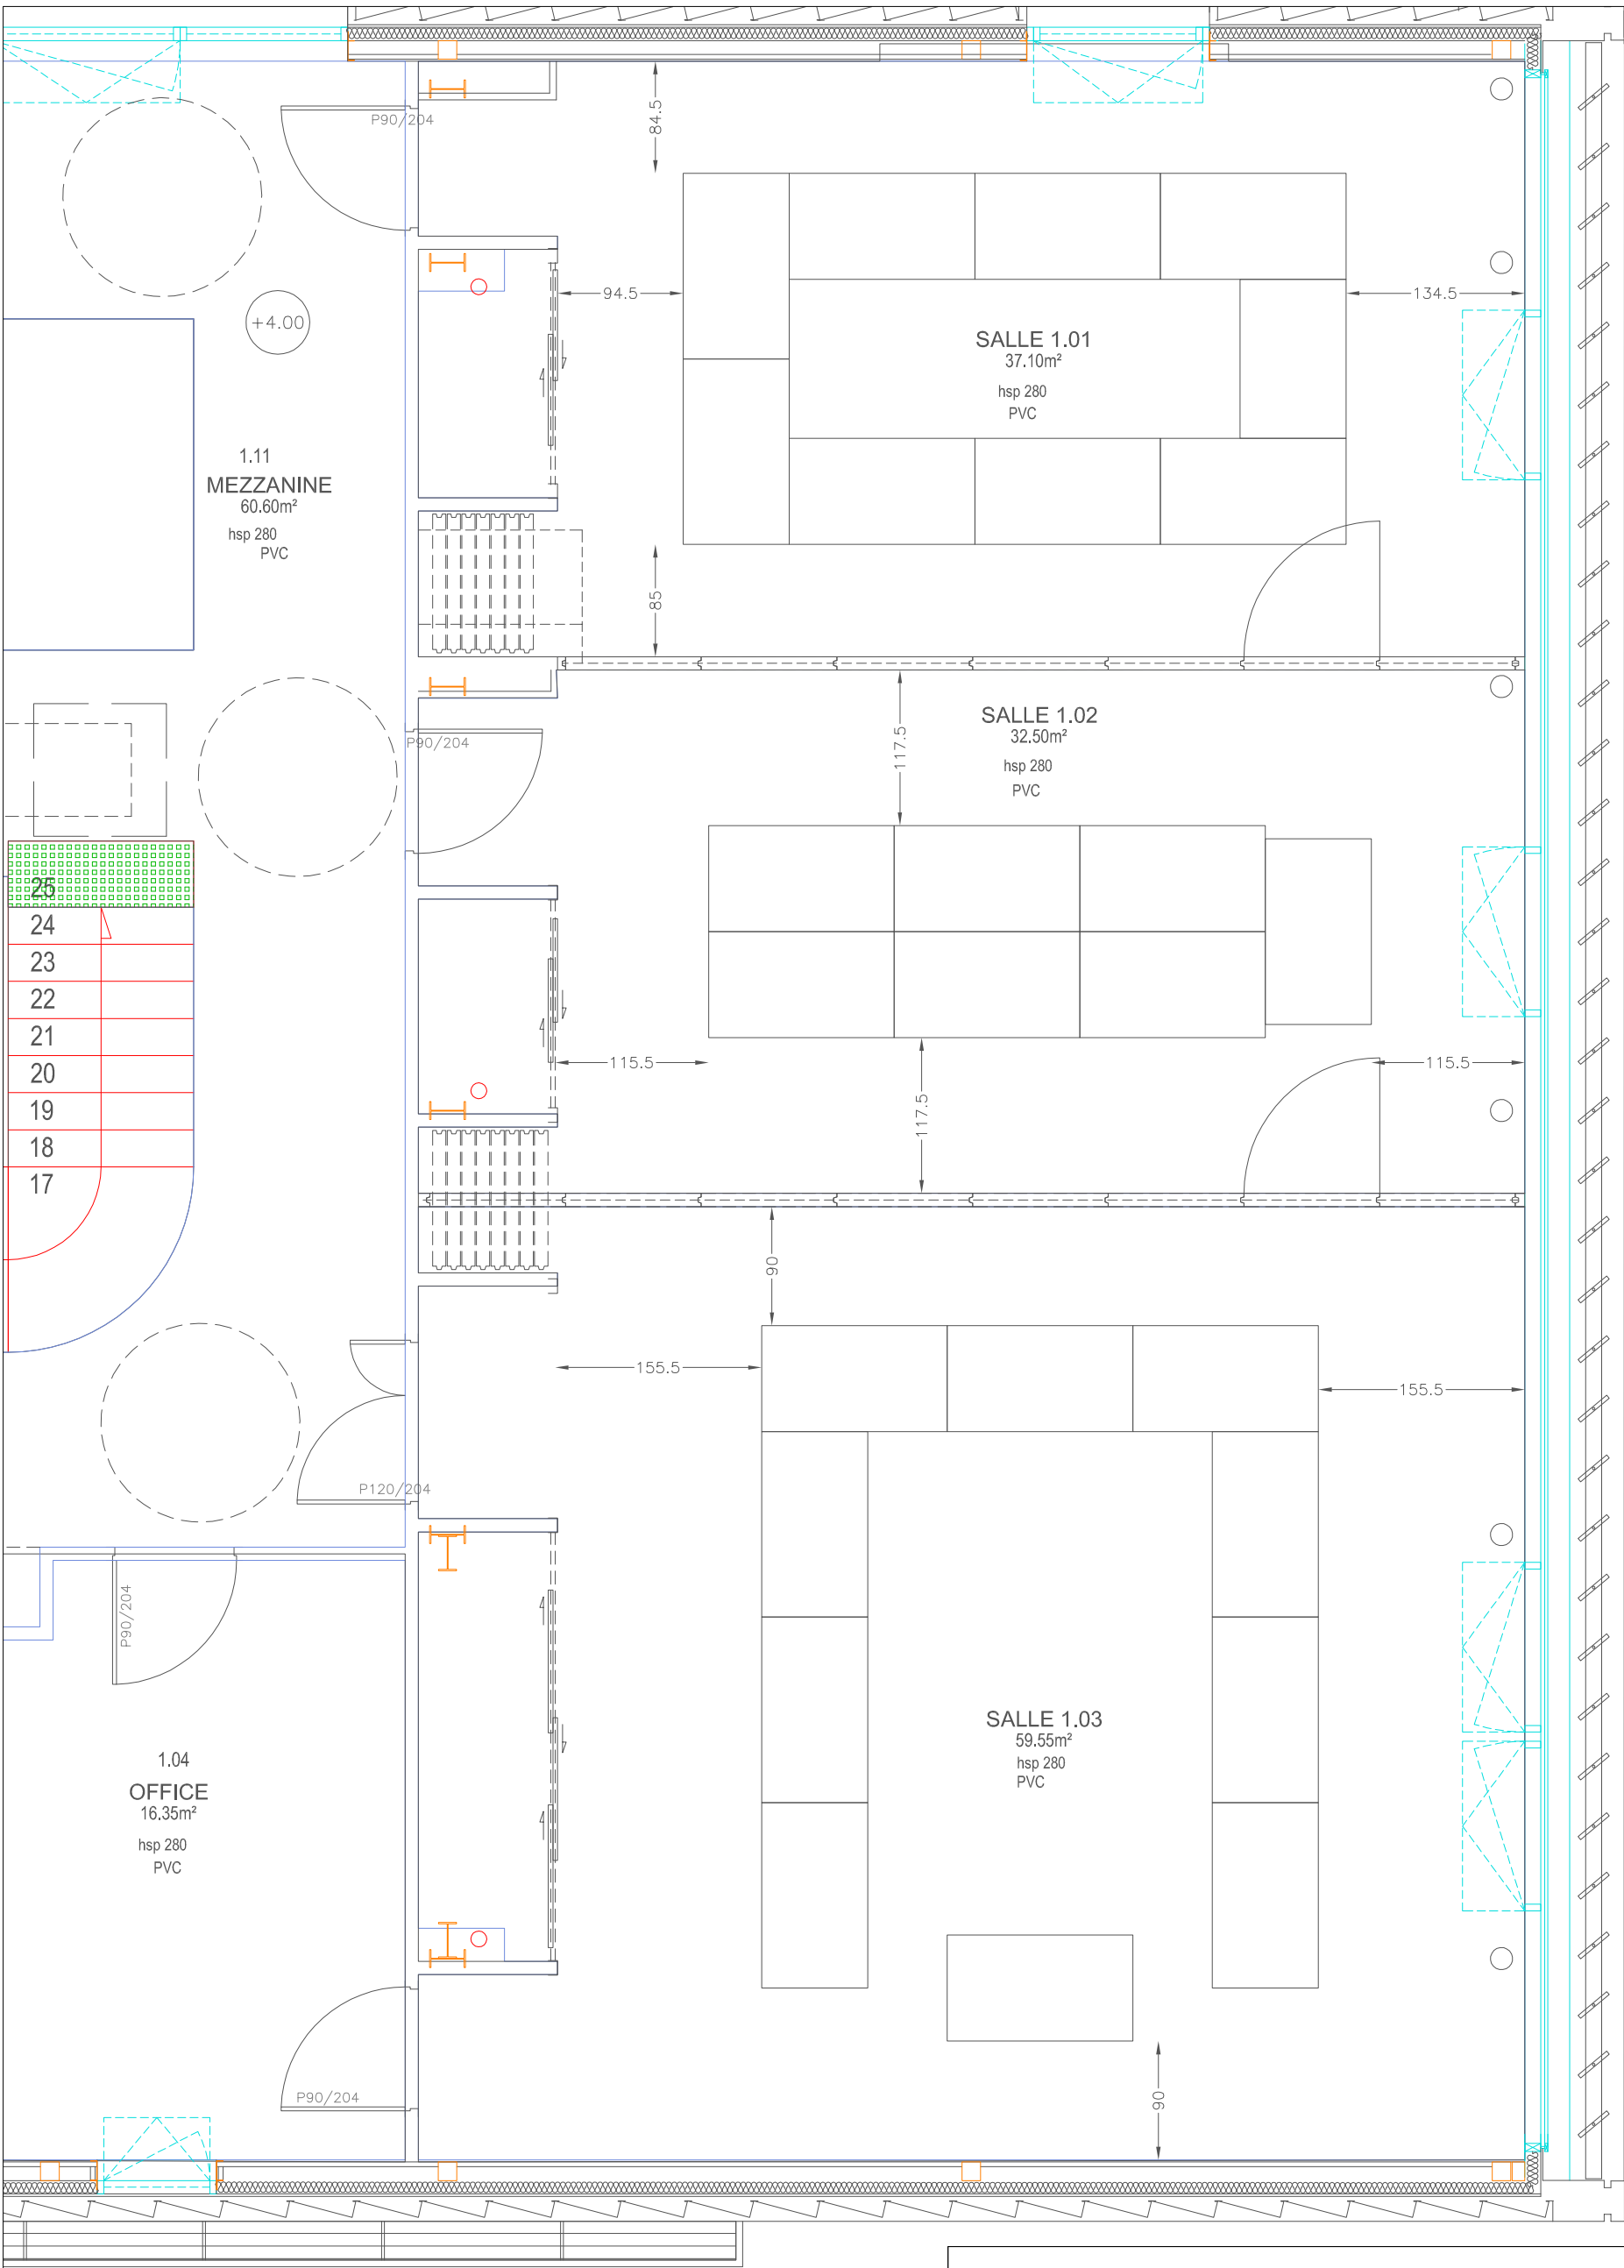 P90/204
84.5
+4.00
94.5
134.5
SALLE 1.01
37.10m²
hsp 280
PVC
1.11
MEZZANINE
60.60m²
hsp 280
PVC
85
P90/204
117.5
SALLE 1.02
32.50m²
hsp 280
PVC
25
24
23
22
21
20
19
18
17
115.5
115.5
117.5
90
155.5
155.5
P120/204
P90/204
SALLE 1.03
59.55m²
hsp 280
PVC
1.04
OFFICE
16.35m²
hsp 280
PVC
P90/204
90